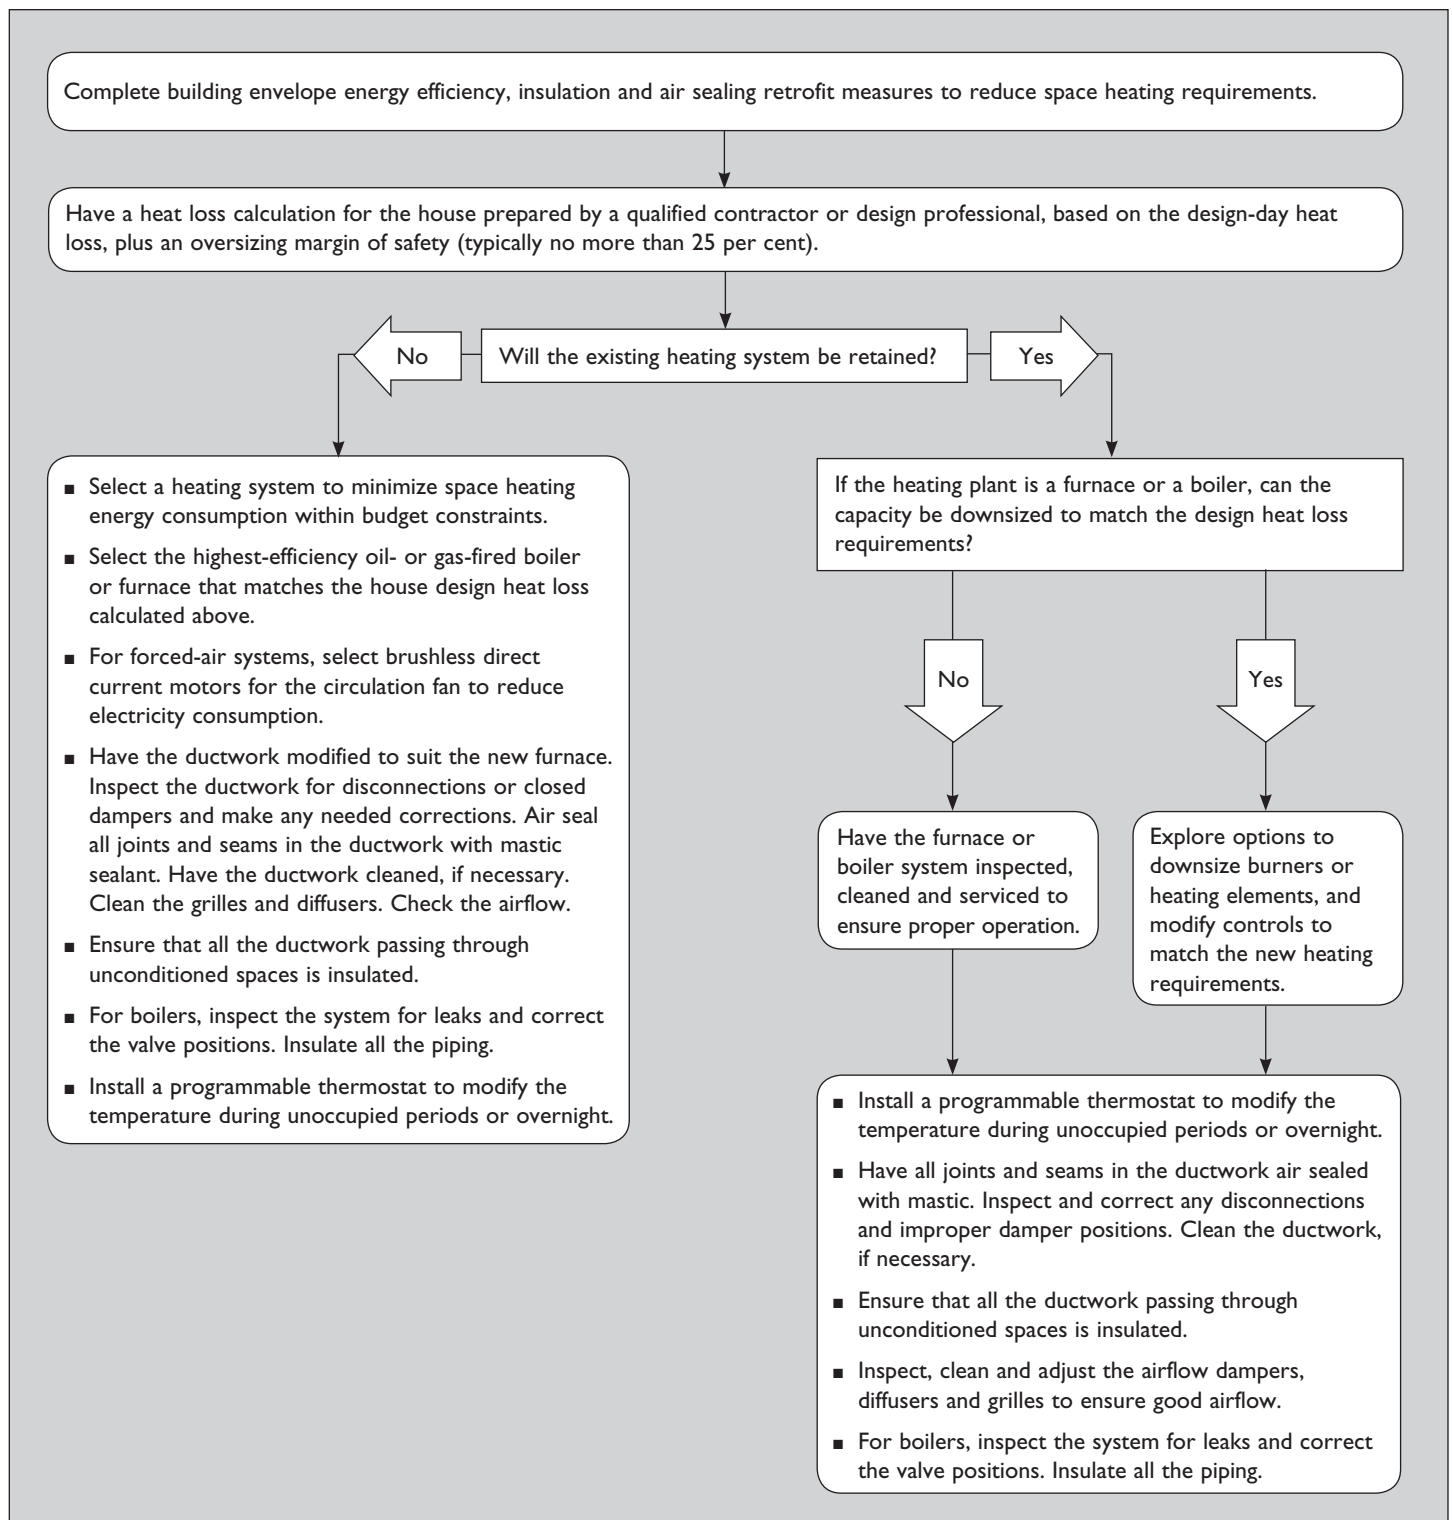 Complete building envelope energy efficiency, insulation and air sealing retrofit measures to reduce space heating requirements.
Have a heat loss calculation for the house prepared by a qualified contractor or design professional, based on the design-day heat
loss, plus an oversizing margin of safety (typically no more than 25 per cent).
No
Will the existing heating system be retained?
Yes
■ Select a heating system to minimize space heating
energy consumption within budget constraints.
■ Select the highest-efficiency oil- or gas-fired boiler
or furnace that matches the house design heat loss
calculated above.
■ For forced-air systems, select brushless direct
current motors for the circulation fan to reduce
electricity consumption.
■ Have the ductwork modified to suit the new furnace.
Inspect the ductwork for disconnections or closed
dampers and make any needed corrections. Air seal
all joints and seams in the ductwork with mastic
sealant. Have the ductwork cleaned, if necessary.
Clean the grilles and diffusers. Check the airflow.
■ Ensure that all the ductwork passing through
unconditioned spaces is insulated.
■ For boilers, inspect the system for leaks and correct
the valve positions. Insulate all the piping.
■ Install a programmable thermostat to modify the
temperature during unoccupied periods or overnight.
If the heating plant is a furnace or a boiler, can the
capacity be downsized to match the design heat loss
requirements?
No
Yes
Have the furnace or
boiler system inspected,
cleaned and serviced to
ensure proper operation.
Explore options to
downsize burners or
heating elements, and
modify controls to
match the new heating
requirements.
■ Install a programmable thermostat to modify the
temperature during unoccupied periods or overnight.
■ Have all joints and seams in the ductwork air sealed
with mastic. Inspect and correct any disconnections
and improper damper positions. Clean the ductwork,
if necessary.
■ Ensure that all the ductwork passing through
unconditioned spaces is insulated.
■ Inspect, clean and adjust the airflow dampers,
diffusers and grilles to ensure good airflow.
■ For boilers, inspect the system for leaks and correct
the valve positions. Insulate all the piping.